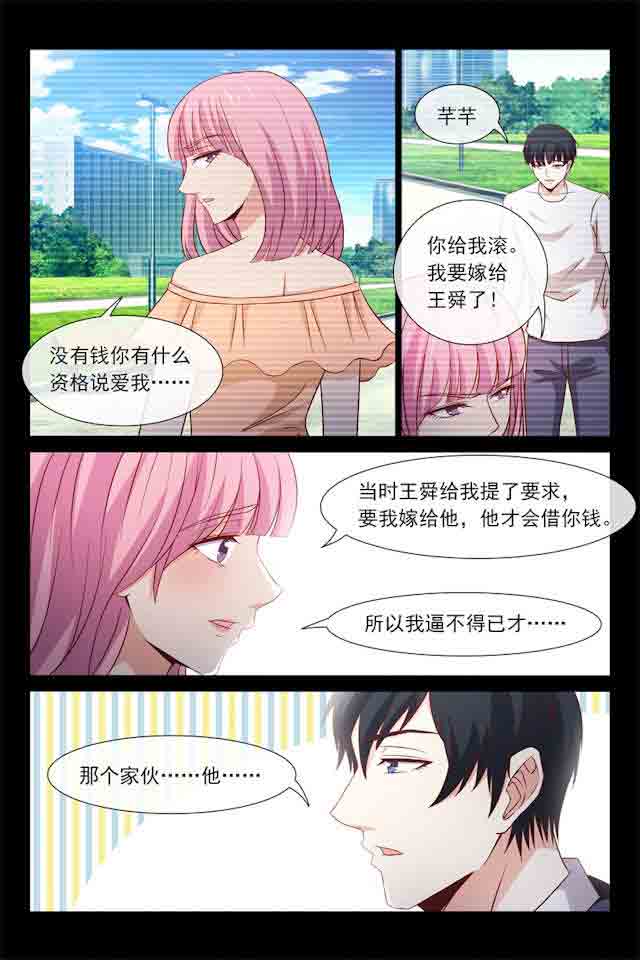 没有钱你有什么
资格说爱我……
芊芊
你给我滚。
我要嫁给
王舜了！
当时王舜给我提了要求，
要我嫁给他，他才会借你钱。
所以我逼不得已才……
那个家伙……他……